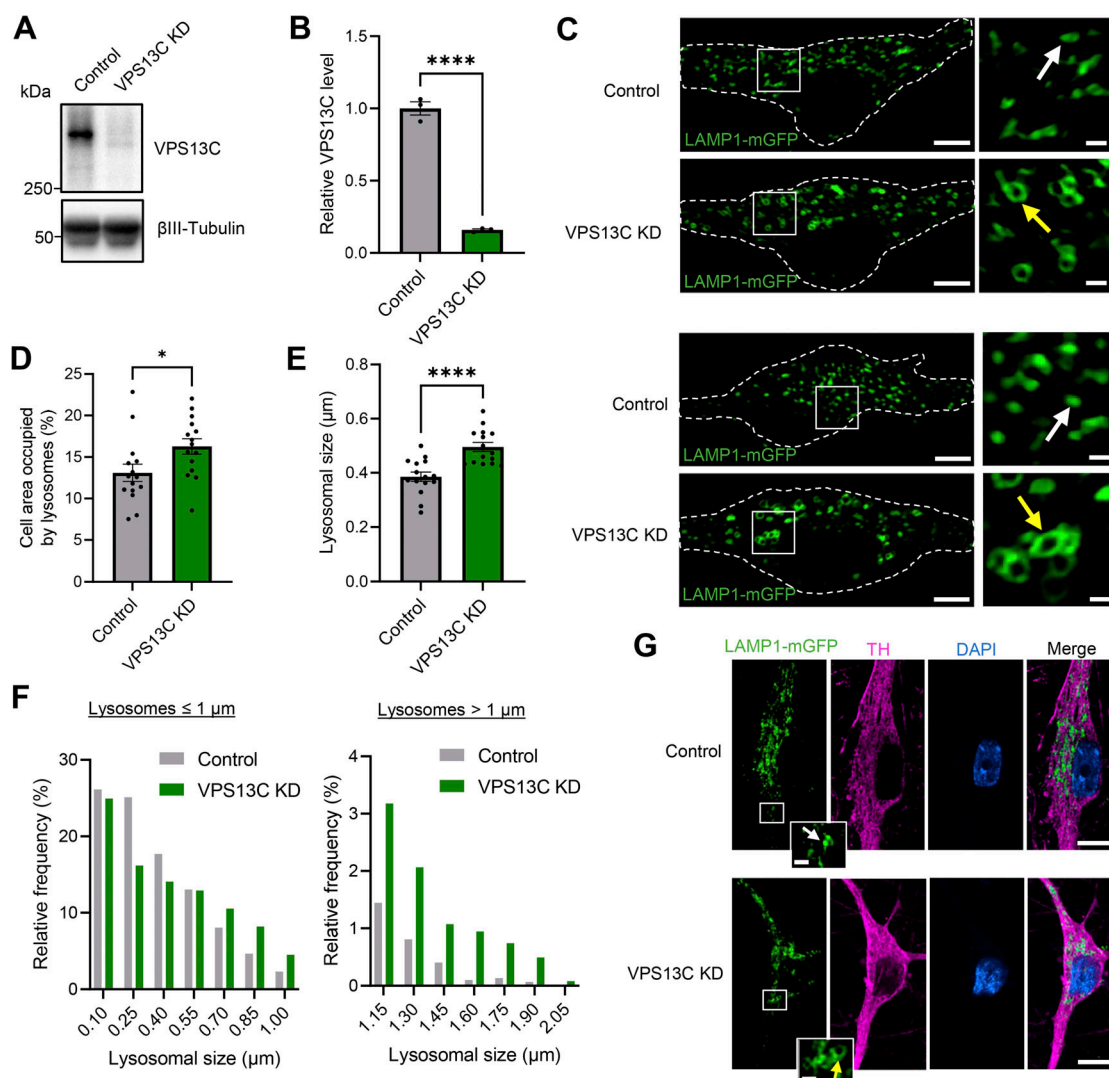 A
Control
VPS13C KD
kDa
VPS13C
250
50
βIII-Tubulin
B
Relative VPS13C level
1.5
1.0
0.5
0.0
****
Control
VPS13C KD
C
Control
LAMP1-mGFP
VPS13C KD
LAMP1-mGFP
Control
LAMP1-mGFP
VPS13C KD
LAMP1-mGFP
D
Cell area occupied
by lysosomes (%)
25
20
15
10
5
0
*
Control
VPS13C KD
E
Lysosomal size (µm)
0.8
0.6
0.4
0.2
0.0
****
Control
VPS13C KD
F
Lysosomes ≤ 1 µm
Control
VPS13C KD
Relative frequency (%)
30
20
10
0
0.10
0.25
0.40
0.55
0.70
0.85
1.00
Lysosomal size (µm)
Lysosomes > 1 µm
Control
VPS13C KD
Relative frequency (%)
4
3
2
1
0
1.15
1.30
1.45
1.60
1.75
1.90
2.05
Lysosomal size (µm)
G
LAMP1-mGFP
TH
DAPI
Merge
Control
VPS13C KD